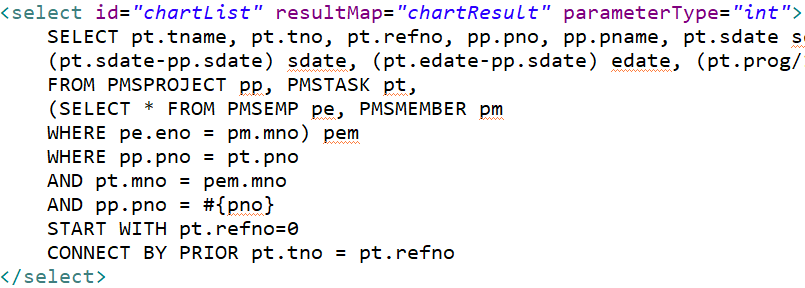 <select id="chartList" resultMap="chartResult" parameterType="int">
SELECT pt.tname, pt.tno, pt.refno, pp.pno, pp.pname, pt.sdate
(pt.sdate-pp.sdate) sdate, (pt.edate-pp.sdate) edate, (pt.prog/
FROM PMSPROJECT pp, PMSTASK pt,
(SELECT * FROM PMSEMP pe, PMSMEMBER pm
WHERE pe.eno = pm.mno) pem
WHERE pp.pno = pt.pno
AND pt.mno = pem.mno
AND pp.pno = #{pno}
START WITH pt.refno=0
CONNECT BY PRIOR pt.tno = pt.refno
</select>